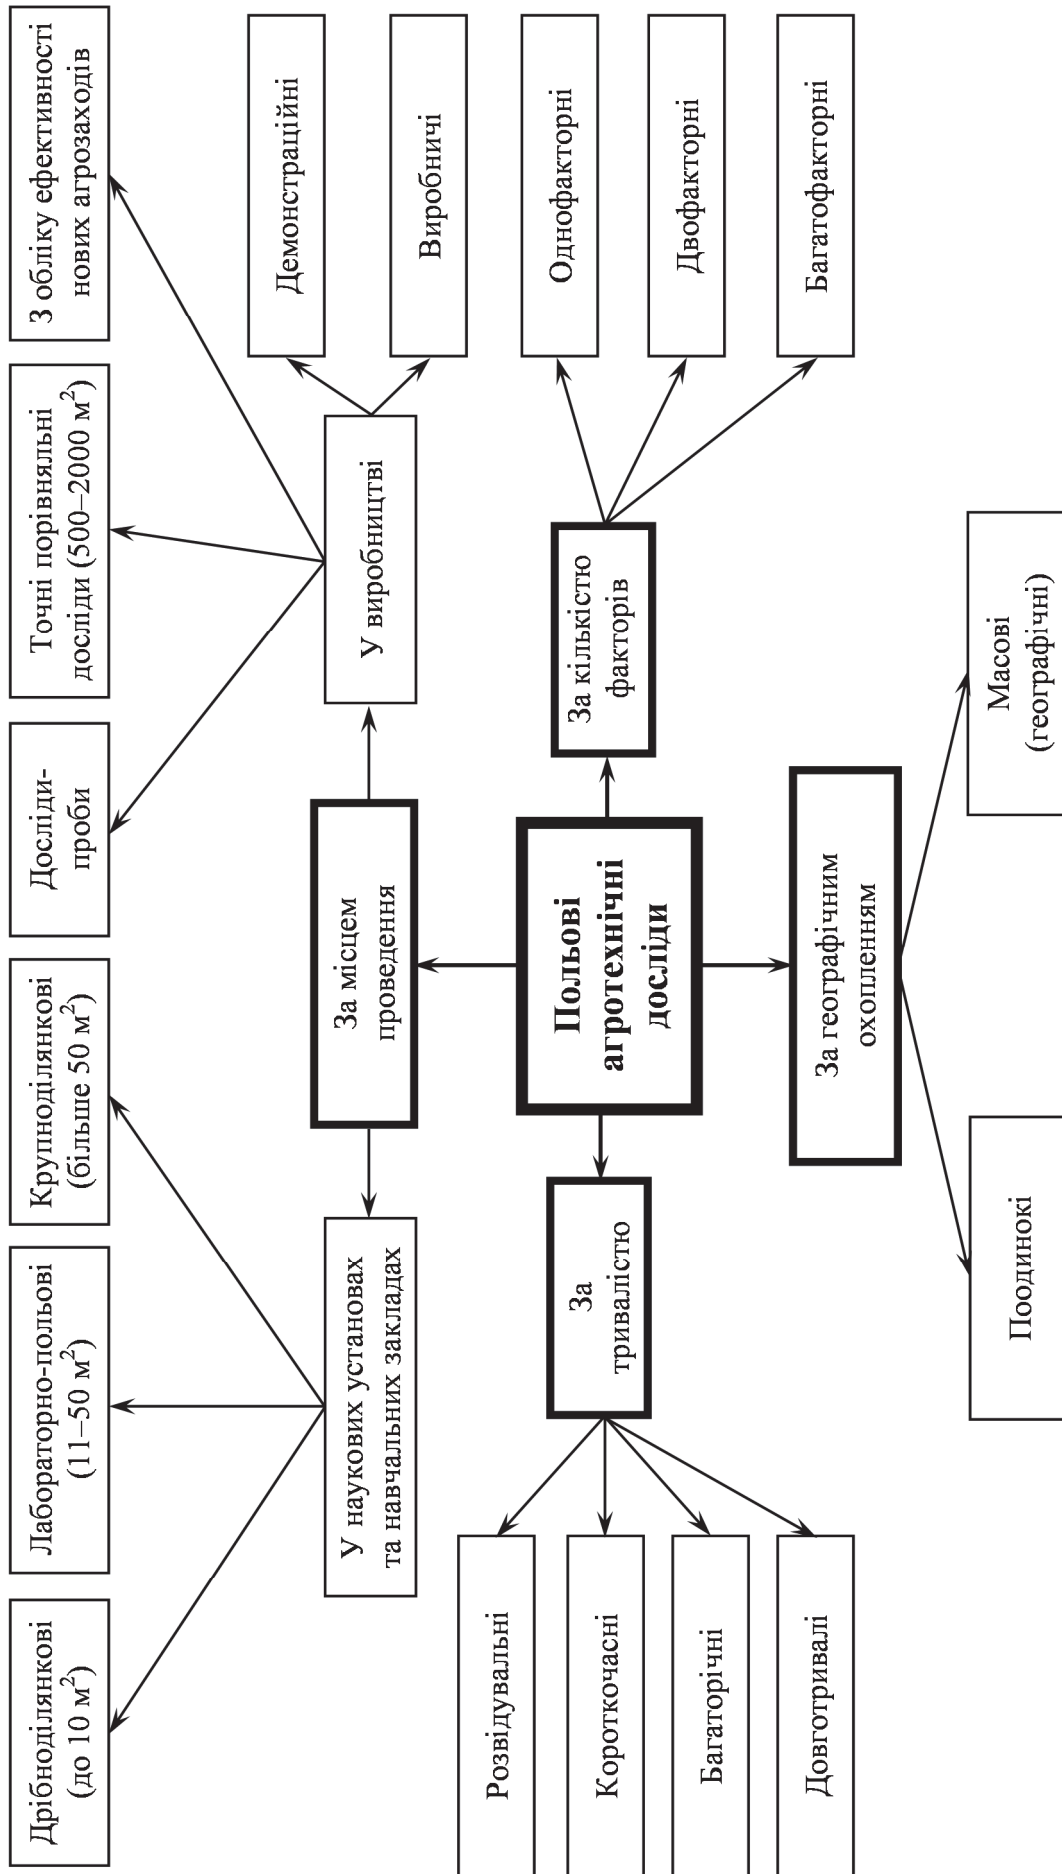 Дрібноділянкові
(до 10 м²)
Лабораторно-польові
(11–50 м²)
Крупноділянкові
(більше 50 м²)
Досліди-
проби
Точні порівняльні
досліди (500–2000 м²)
З обліку ефективності
нових агрозаходів
У наукових установах
та навчальних закладах
За місцем
проведення
У виробництві
Демонстраційні
Виробничі
Розвідувальні
Короткочасні
Багаторічні
Довготривалі
За
тривалістю
Польові
агротехнічні
досліди
За кількістю
факторів
Однофакторні
Двофакторні
Багатофакторні
За географічним
охопленням
Поодинокі
Масові
(географічні)